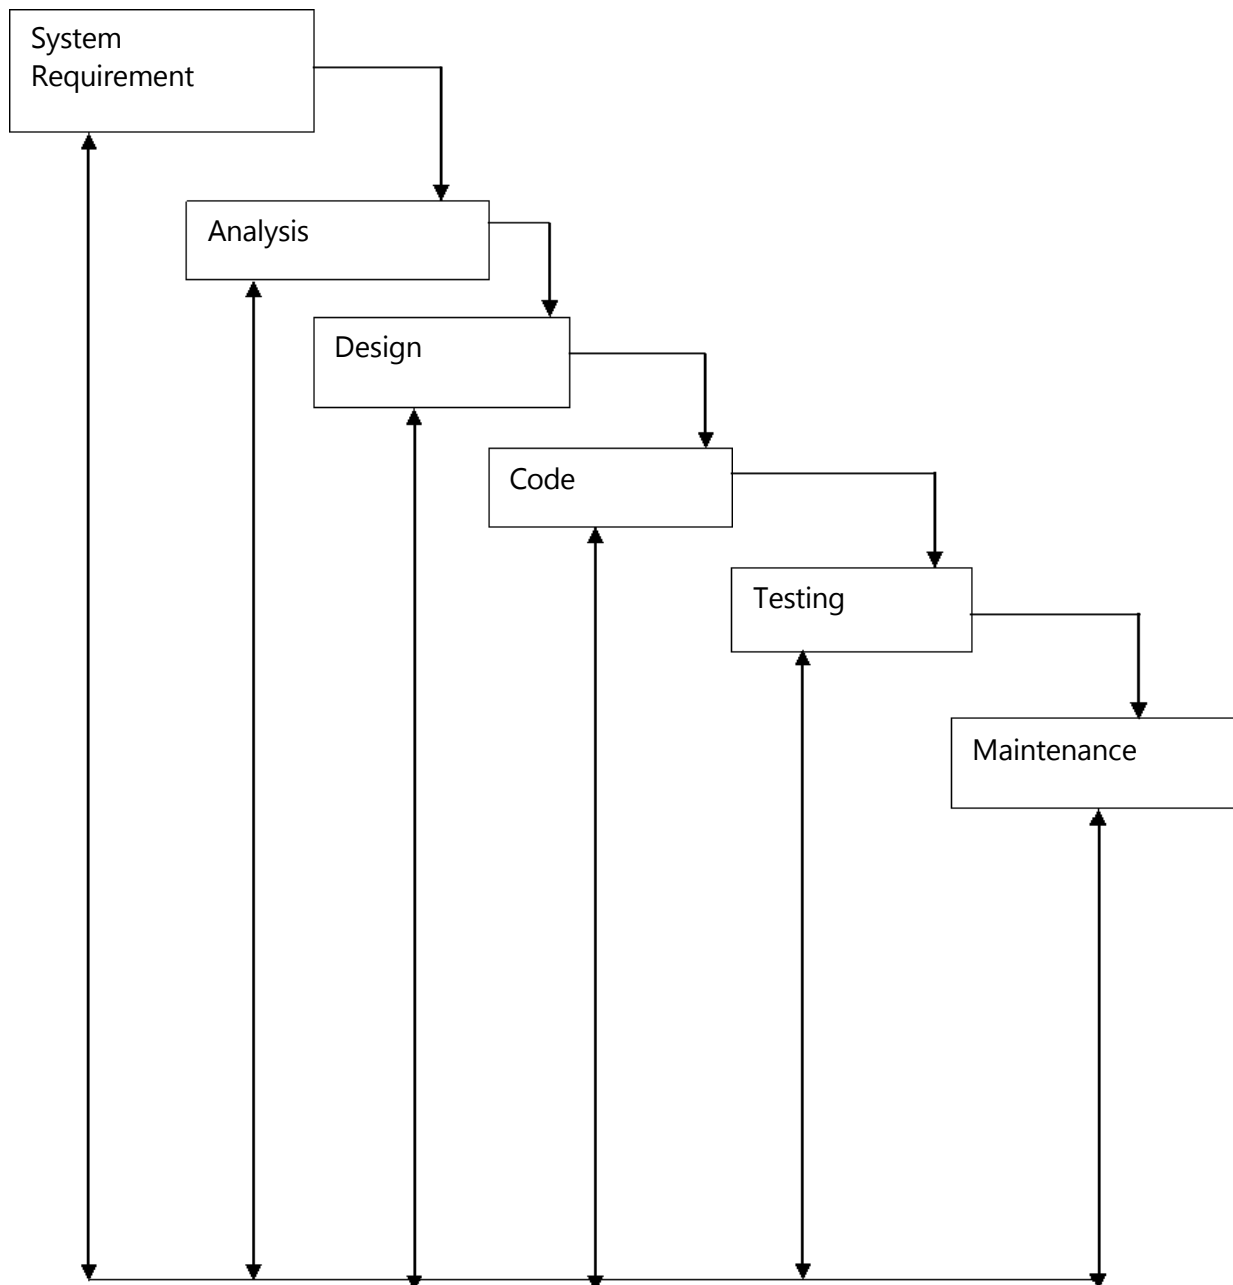 System
Requirement
Analysis
Design
Code
Testing
Maintenance